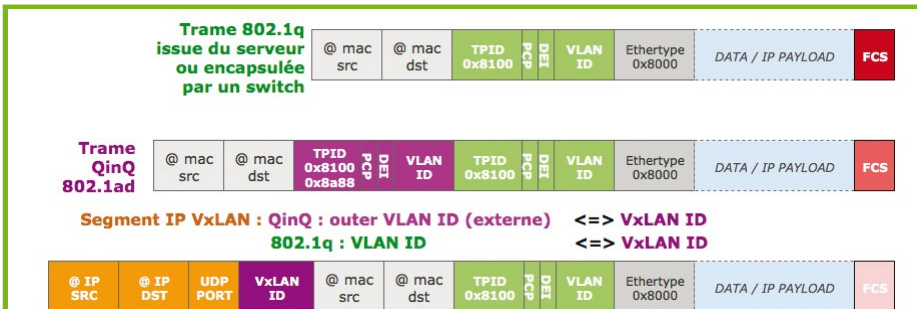 Trame 802.1q
issue du serveur
ou encapsulée
par un switch
@ mac
src
@ mac
dst
TPID
0x8100
PCP
DEI
VLAN
ID
Ethertype
0x8000
DATA / IP PAYLOAD
FCS
Trame
QinQ
802.1ad
@ mac
src
@ mac
dst
TPID
0x8100
0x8a88
PCP
DEI
VLAN
ID
TPID
0x8100
PCP
DEI
VLAN
ID
Ethertype
0x8000
DATA / IP PAYLOAD
FCS
Segment IP VxLAN : QinQ : outer VLAN ID (externe) <=> VxLAN ID
802.1q : VLAN ID <=> VxLAN ID
@ IP
SRC
@ IP
DST
UDP
PORT
VxLAN
ID
@ mac
src
@ mac
dst
TPID
0x8100
PCP
DEI
VLAN
ID
Ethertype
0x8000
DATA / IP PAYLOAD
FCS